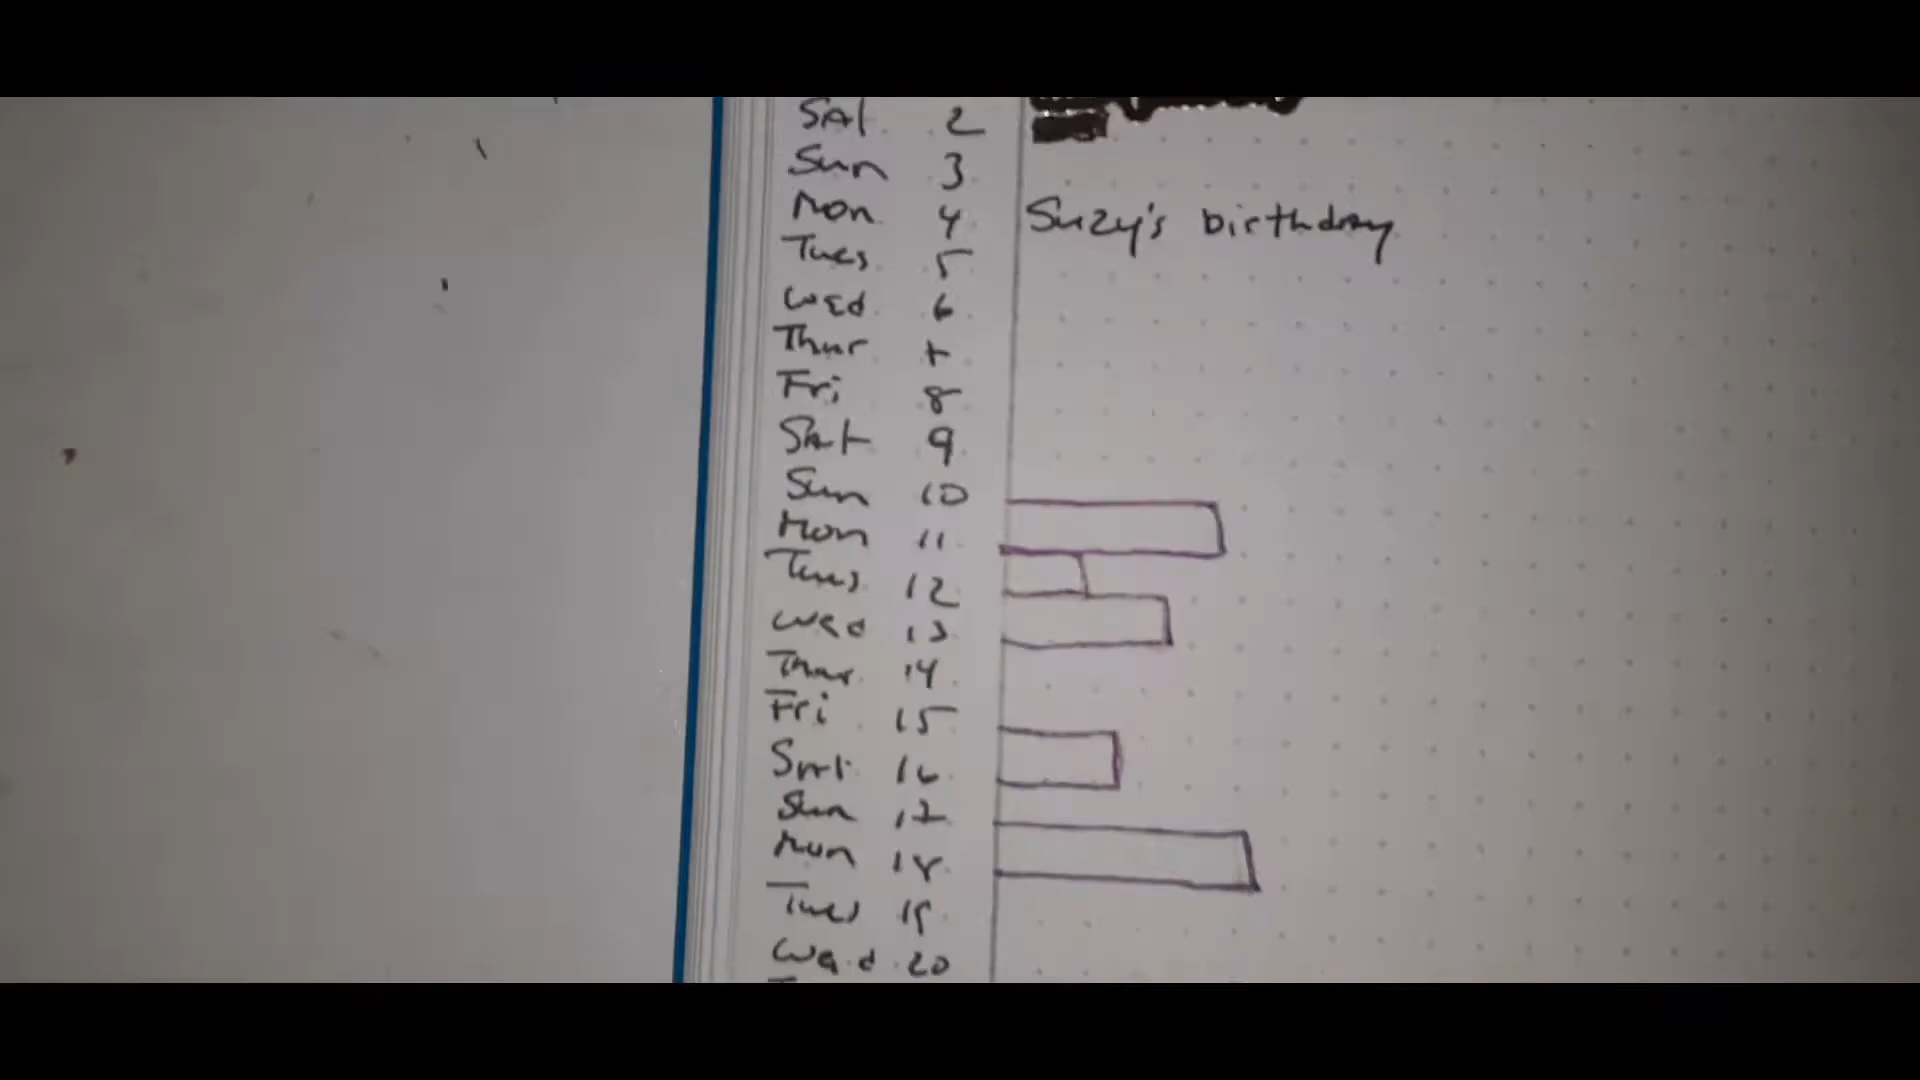 Sat 2
Sun 3
Mon 4 Suzy's birthday
Tues 5
Wed 6
Thur 7
Fri 8
Sat 9
Sun 10
Mon 11
Tues 12
Wed 13
Thur 14
Fri 15
Sat 16
Sun 17
Mon 18
Tues 19
Wed 20